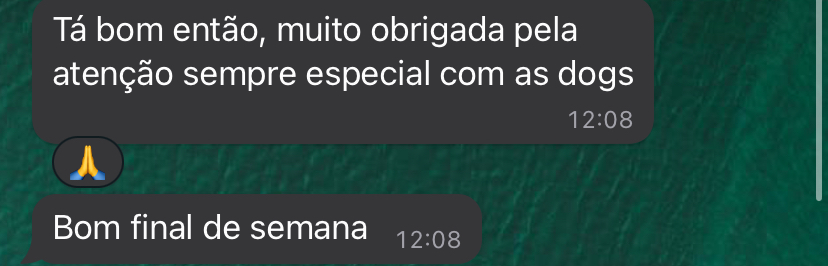 Tá bom então, muito obrigada pela
atenção sempre especial com as dogs
12:08
🙏
Bom final de semana 12:08